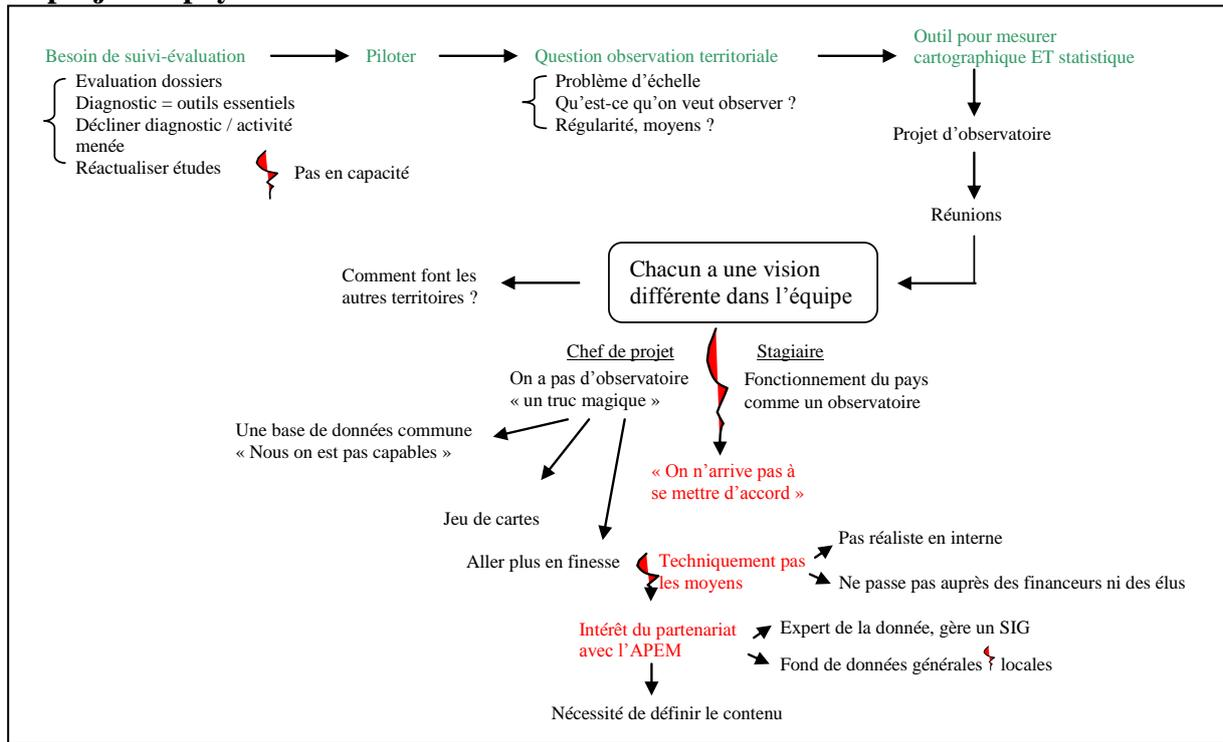 Besoin de suivi-évaluation
Piloter
Question observation territoriale
Outil pour mesurer
cartographique ET statistique
Evaluation dossiers
Diagnostic = outils essentiels
Décliner diagnostic / activité
menée
Réactualiser études
Pas en capacité
Problème d'échelle
Qu'est-ce qu'on veut observer ?
Régularité, moyens ?
Projet d'observatoire
Réunions
Chacun a une vision
différente dans l'équipe
Comment font les
autres territoires ?
Chef de projet
On a pas d'observatoire
« un truc magique »
Stagiaire
Fonctionnement du pays
comme un observatoire
Une base de données commune
« Nous on est pas capables »
« On n'arrive pas à
se mettre d'accord »
Jeu de cartes
Aller plus en finesse
Techniquement pas
les moyens
Pas réaliste en interne
Ne passe pas auprès des financeurs ni des élus
Intérêt du partenariat
avec l'APEM
Expert de la donnée, gère un SIG
Fond de données générales locales
Nécessité de définir le contenu